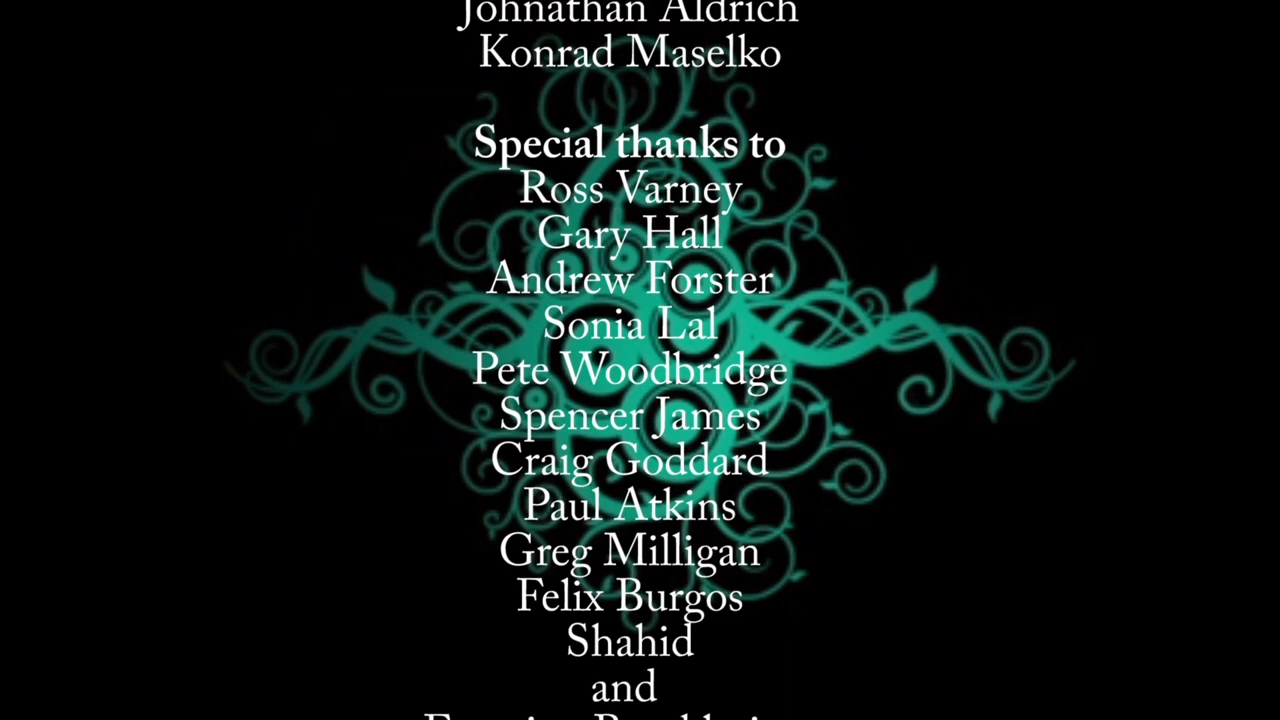 Johnathan Aldrich
Konrad Maselko
Special thanks to
Ross Varney
Gary Hall
Andrew Forster
Sonia Lal
Pete Woodbridge
Spencer James
Craig Goddard
Paul Atkins
Greg Milligan
Felix Burgos
Shahid
and